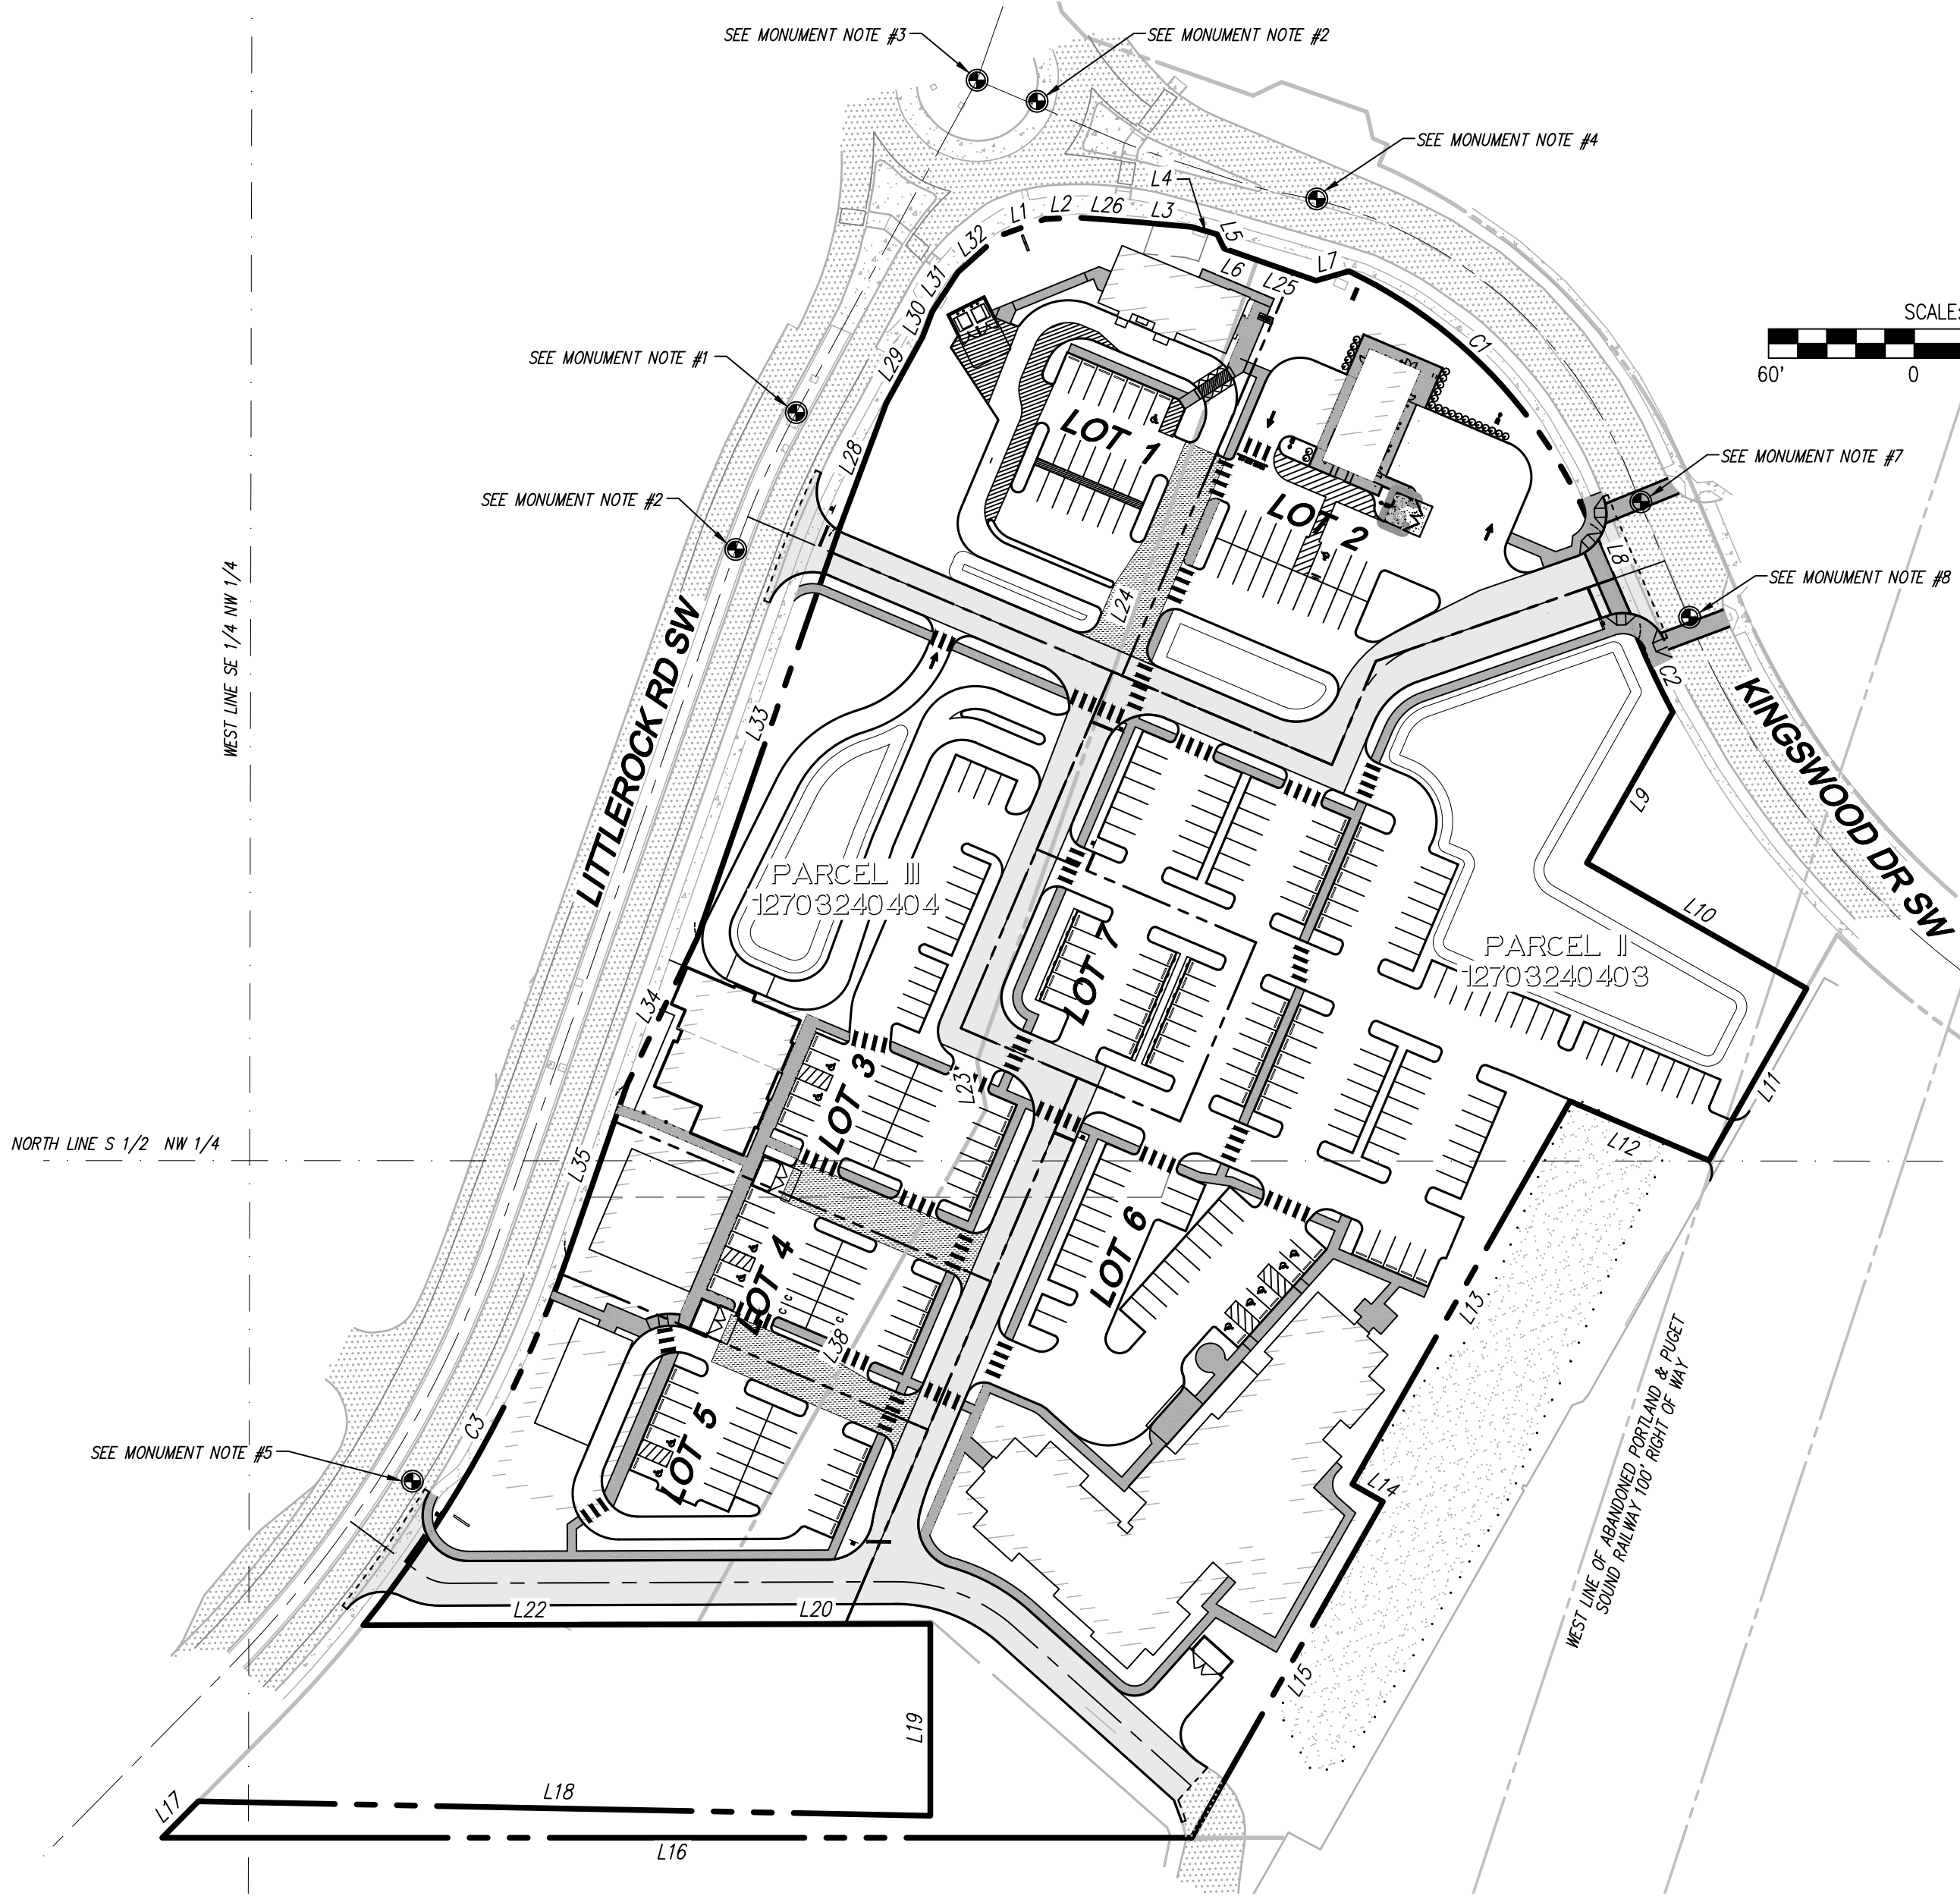 SEE MONUMENT NOTE #3
SEE MONUMENT NOTE #2
SEE MONUMENT NOTE #4
L4
L1
L2
L26
L3
L5
L32
L6
L7
L25
L31
L30
C1
SCALE:
60'
0
SEE MONUMENT NOTE #1
L29
LOT 1
L28
SEE MONUMENT NOTE #7
SEE MONUMENT NOTE #2
LOT 2
L8
SEE MONUMENT NOTE #8
WEST LINE SE 1/4 NW 1/4
L24
LITTLEROCK RD SW
C2
KINGSWOOD DR SW
L33
L9
PARCEL III
12703240404
L10
LOT 7
PARCEL II
12703240403
L34
L23
LOT 3
L11
NORTH LINE S 1/2  NW 1/4
L12
L35
LOT 6
LOT 4
C C
C
L38
L13
WEST LINE OF ABANDONED PORTLAND & PUGET
SOUND RAILWAY 100' RIGHT OF WAY
C3
LOT 5
SEE MONUMENT NOTE #5
L14
L22
L20
L15
L19
L18
L17
L16